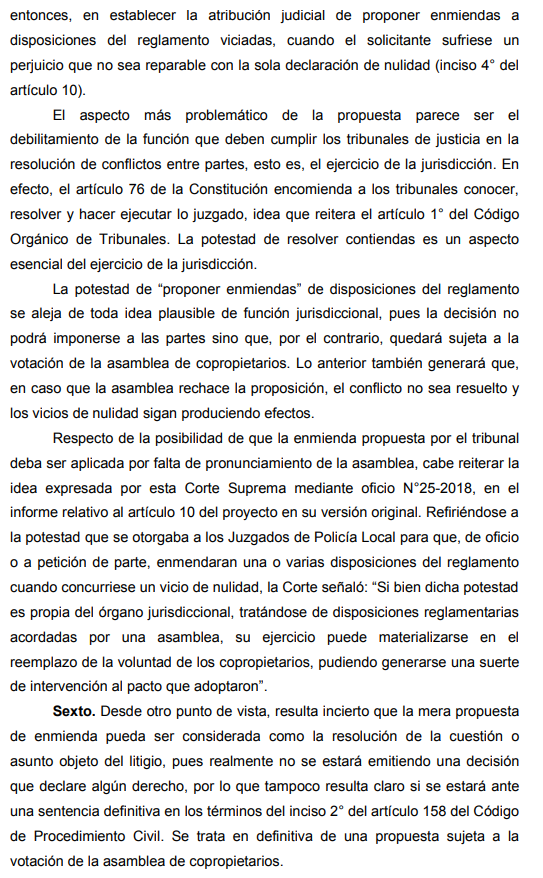 entonces, en establecer la atribución judicial de proponer enmiendas a
disposiciones del reglamento viciadas, cuando el solicitante sufriese un
perjuicio que no sea reparable con la sola declaración de nulidad (inciso 4° del
artículo 10).
El aspecto más problemático de la propuesta parece ser el
debilitamiento de la función que deben cumplir los tribunales de justicia en la
resolución de conflictos entre partes, esto es, el ejercicio de la jurisdicción. En
efecto, el artículo 76 de la Constitución encomienda a los tribunales conocer,
resolver y hacer ejecutar lo juzgado, idea que reitera el artículo 1° del Código
Orgánico de Tribunales. La potestad de resolver contiendas es un aspecto
esencial del ejercicio de la jurisdicción.
La potestad de “proponer enmiendas” de disposiciones del reglamento
se aleja de toda idea plausible de función jurisdiccional, pues la decisión no
podrá imponerse a las partes sino que, por el contrario, quedará sujeta a la
votación de la asamblea de copropietarios. Lo anterior también generará que,
en caso que la asamblea rechace la proposición, el conflicto no sea resuelto y
los vicios de nulidad sigan produciendo efectos.
Respecto de la posibilidad de que la enmienda propuesta por el tribunal
deba ser aplicada por falta de pronunciamiento de la asamblea, cabe reiterar la
idea expresada por esta Corte Suprema mediante oficio N°25-2018, en el
informe relativo al artículo 10 del proyecto en su versión original. Refiriéndose a
la potestad que se otorgaba a los Juzgados de Policía Local para que, de oficio
o a petición de parte, enmendaran una o varias disposiciones del reglamento
cuando concurriese un vicio de nulidad, la Corte señaló: “Si bien dicha potestad
es propia del órgano jurisdiccional, tratándose de disposiciones reglamentarias
acordadas por una asamblea, su ejercicio puede materializarse en el
reemplazo de la voluntad de los copropietarios, pudiendo generarse una suerte
de intervención al pacto que adoptaron”.
Sexto. Desde otro punto de vista, resulta incierto que la mera propuesta
de enmienda pueda ser considerada como la resolución de la cuestión o
asunto objeto del litigio, pues realmente no se estará emitiendo una decisión
que declare algún derecho, por lo que tampoco resulta claro si se estará ante
una sentencia definitiva en los términos del inciso 2° del artículo 158 del Código
de Procedimiento Civil. Se trata en definitiva de una propuesta sujeta a la
votación de la asamblea de copropietarios.